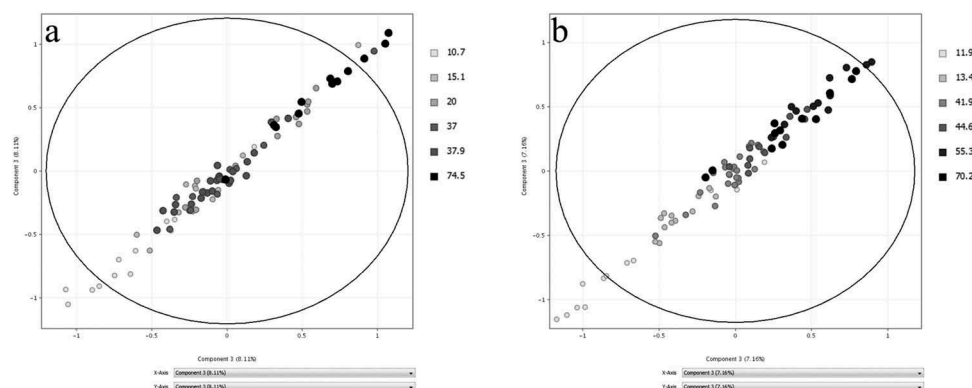 a
1
0.5
0
-0.5
-1
Component 3 (8.11%)
-1
-0.5
0
0.5
1
Component 3 (8.11%)
10.7
15.1
20
37
37.9
74.5
X-Axis
Component 3 (8.11%)
Y-Axis
Component 3 (8.11%)
b
1
0.5
0
-0.5
-1
Component 3 (7.16%)
-1
-0.5
0
0.5
1
Component 3 (7.16%)
11.9
13.4
41.9
44.6
55.3
70.2
X-Axis
Component 3 (7.16%)
Y-Axis
Component 3 (7.16%)